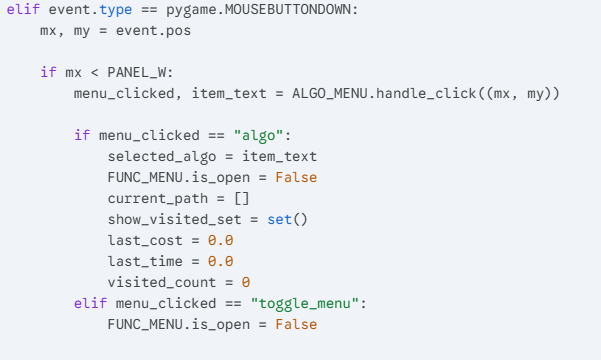 elif event.type == pygame.MOUSEBUTTONDOWN:
    mx, my = event.pos

    if mx < PANEL_W:
        menu_clicked, item_text = ALGO_MENU.handle_click((mx, my))

        if menu_clicked == "algo":
            selected_algo = item_text
            FUNC_MENU.is_open = False
            current_path = []
            show_visited_set = set()
            last_cost = 0.0
            last_time = 0.0
            visited_count = 0
        elif menu_clicked == "toggle_menu":
            FUNC_MENU.is_open = False